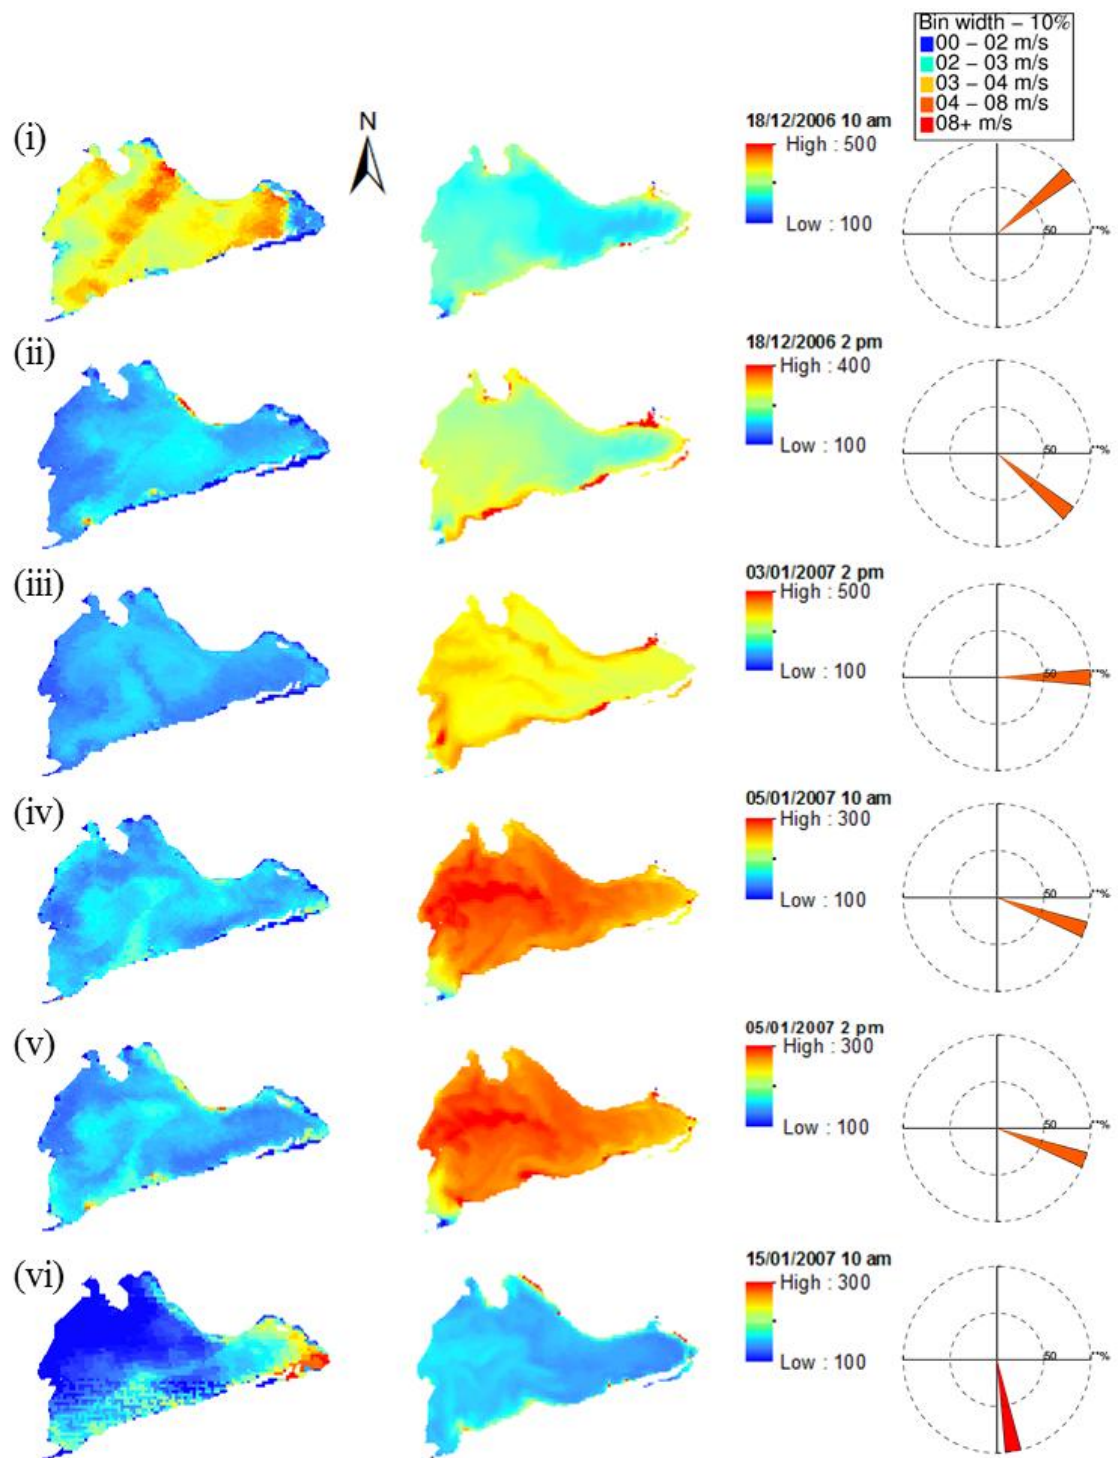 Bin width – 10%
00 – 02 m/s
02 – 03 m/s
03 – 04 m/s
04 – 08 m/s
08+ m/s
(i)
N
18/12/2006 10 am
High : 500
Low : 100
50
(ii)
18/12/2006 2 pm
High : 400
Low : 100
50
(iii)
03/01/2007 2 pm
High : 500
Low : 100
50
(iv)
05/01/2007 10 am
High : 300
Low : 100
50
(v)
05/01/2007 2 pm
High : 300
Low : 100
50
(vi)
15/01/2007 10 am
High : 300
Low : 100
50